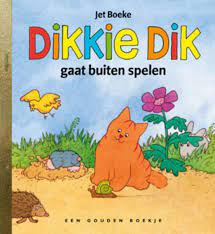 Jet Boeke
DIKKIE DIK
gaat buiten spelen
EEN GOUDEN BOEKJE